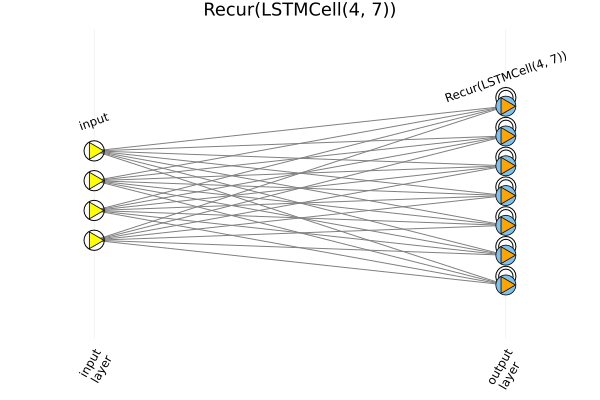 Recur(LSTMCell(4, 7))
Recur(LSTMCell(4, 7))
input
input
layer
output
layer